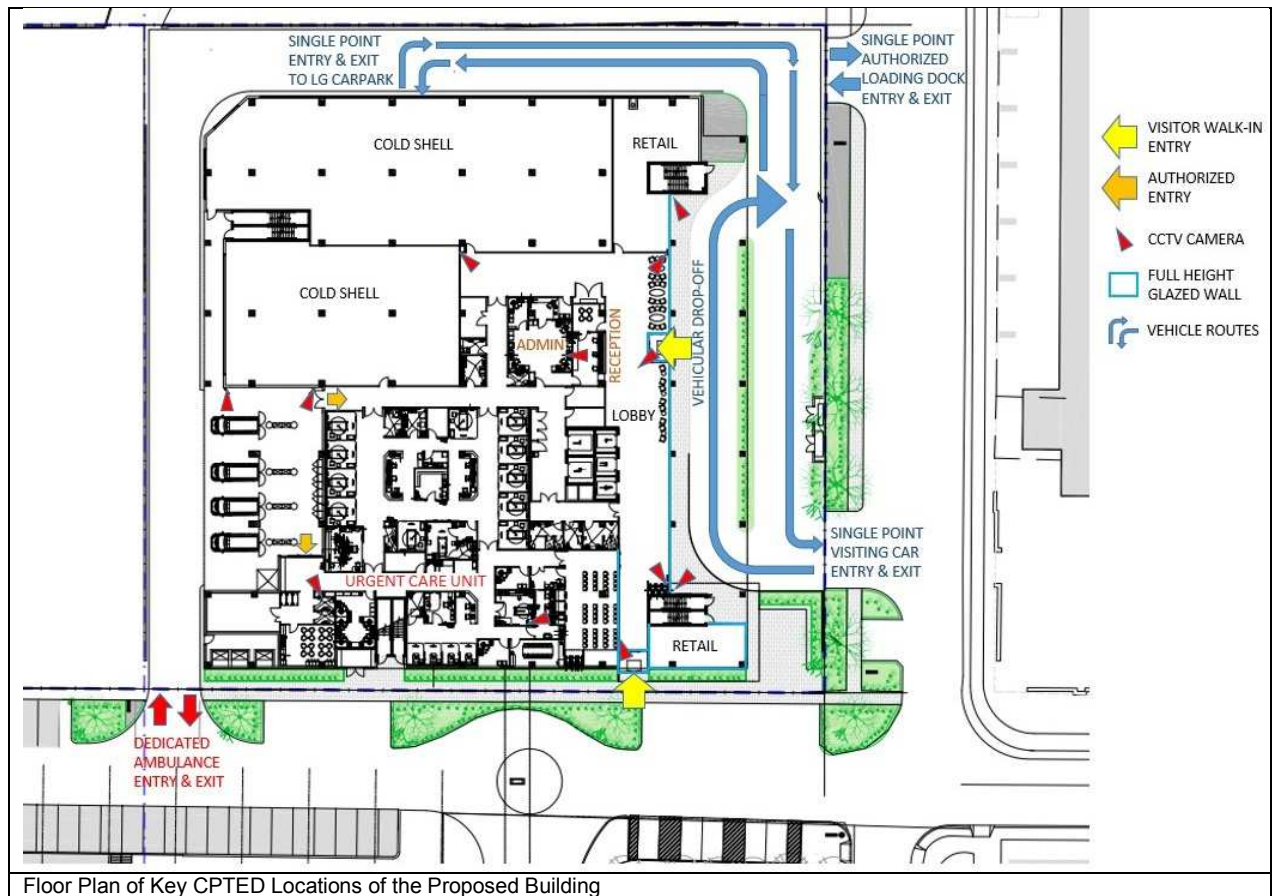 SINGLE POINT
ENTRY & EXIT
TO LG CARPARK
SINGLE POINT
AUTHORIZED
LOADING DOCK
ENTRY & EXIT
VISITOR WALK-IN
ENTRY
AUTHORIZED
ENTRY
CCTV CAMERA
FULL HEIGHT
GLAZED WALL
VEHICLE ROUTES
COLD SHELL
RETAIL
COLD SHELL
ADMIN
RECEPTION
VEHICULAR DROP-OFF
LOBBY
SINGLE POINT
VISITING CAR
ENTRY & EXIT
URGENT CARE UNIT
RETAIL
DEDICATED
AMBULANCE
ENTRY & EXIT
Floor Plan of Key CPTED Locations of the Proposed Building